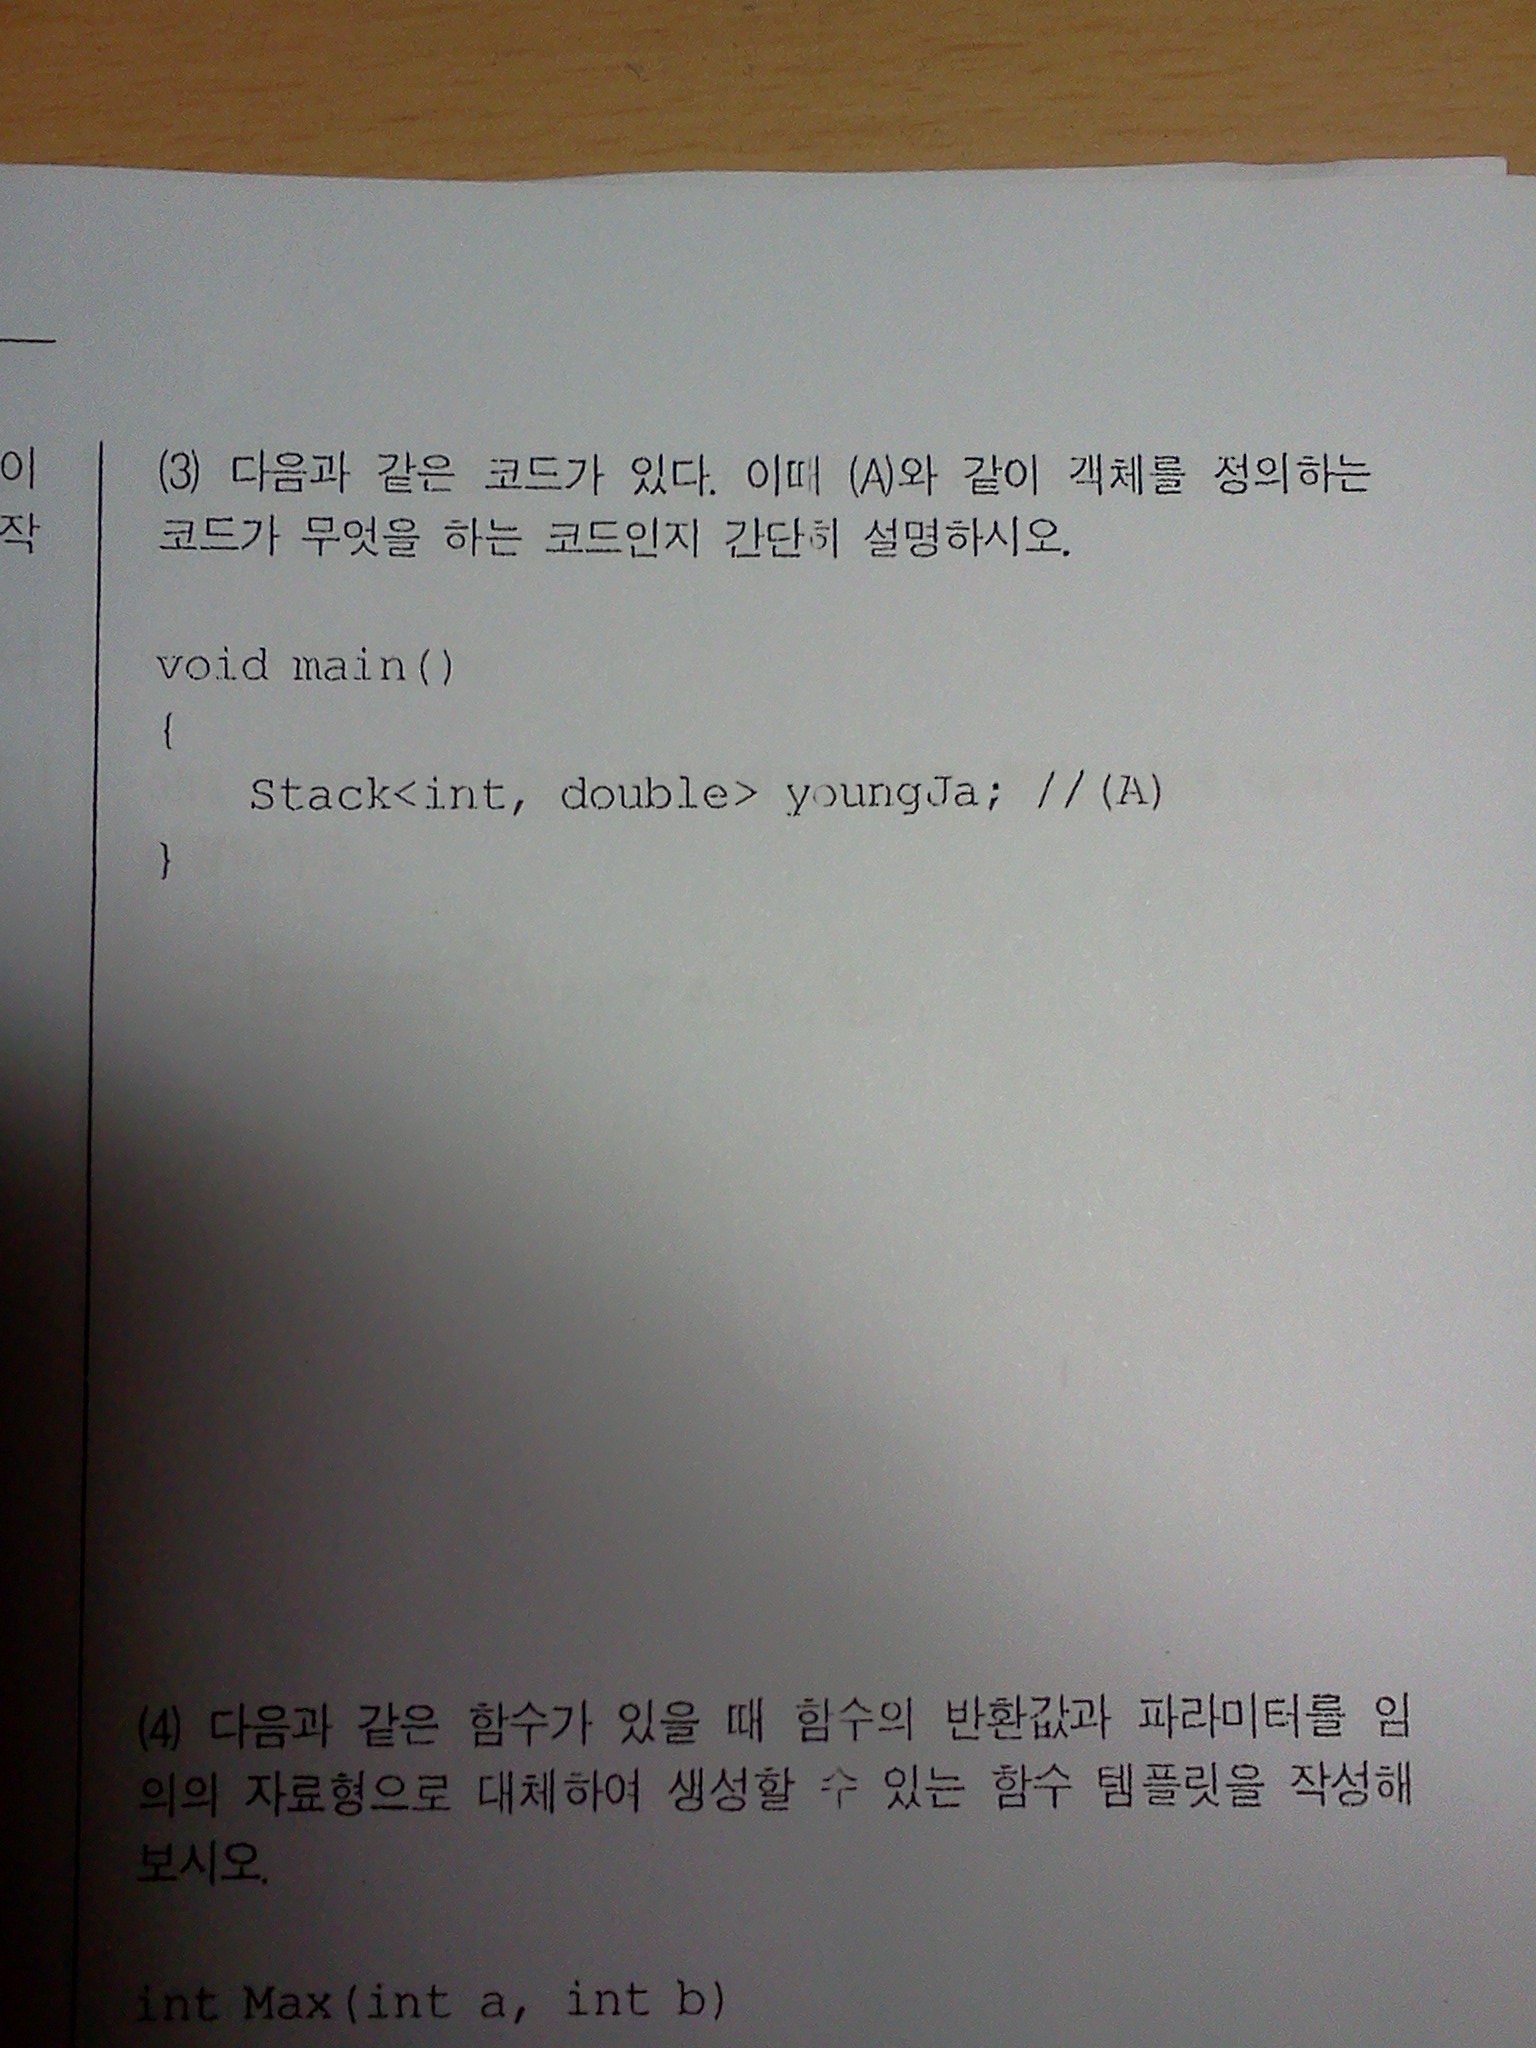 이
작
(3) 다음과 같은 코드가 있다. 이때 (A)와 같이 객체를 정의하는
코드가 무엇을 하는 코드인지 간단히 설명하시오.
void main()
{
Stack<int, double> youngJa; //(A)
}
(4) 다음과 같은 함수가 있을 때 함수의 반환값과 파라미터를 임
의의 자료형으로 대체하여 생성할 수 있는 함수 템플릿을 작성해
보시오.
int Max(int a, int b)